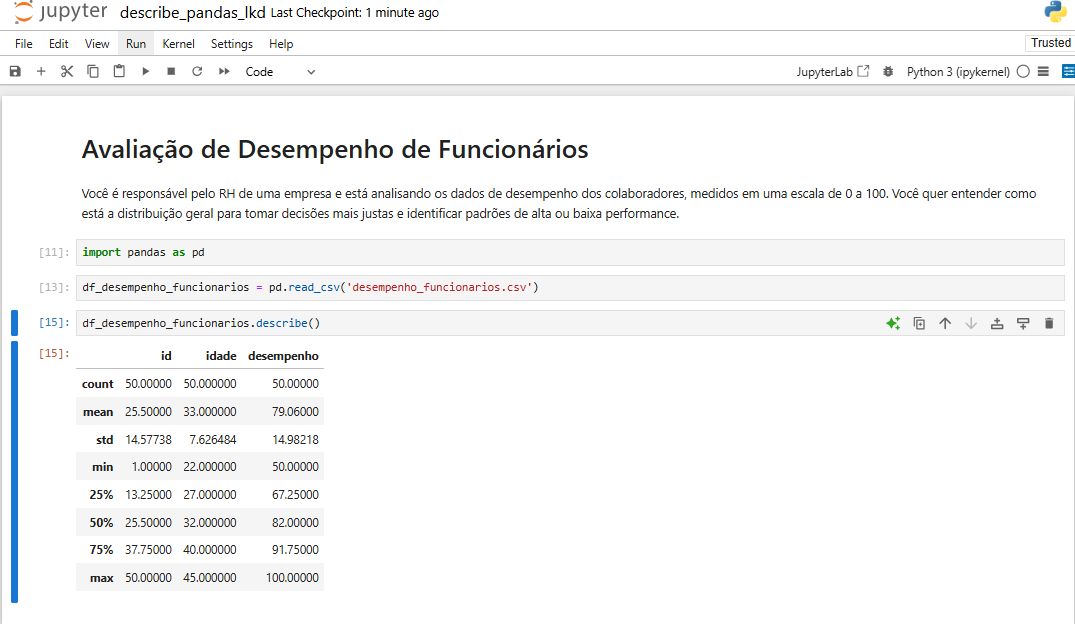 jupyter describe_pandas_lkd Last Checkpoint: 1 minute ago
File Edit View Run Kernel Settings Help Trusted
Code JupyterLab Python 3 (ipykernel)
Avaliação de Desempenho de Funcionários
Você é responsável pelo RH de uma empresa e está analisando os dados de desempenho dos colaboradores, medidos em uma escala de 0 a 100. Você quer entender como
está a distribuição geral para tomar decisões mais justas e identificar padrões de alta ou baixa performance.
[11]: import pandas as pd
[13]: df_desempenho_funcionarios = pd.read_csv('desempenho_funcionarios.csv')
[15]: df_desempenho_funcionarios.describe()
[15]: id idade desempenho
count 50.00000 50.000000 50.00000
mean 25.50000 33.000000 79.06000
std 14.57738 7.626484 14.98218
min 1.00000 22.000000 50.00000
25% 13.25000 27.000000 67.25000
50% 25.50000 32.000000 82.00000
75% 37.75000 40.000000 91.75000
max 50.00000 45.000000 100.00000